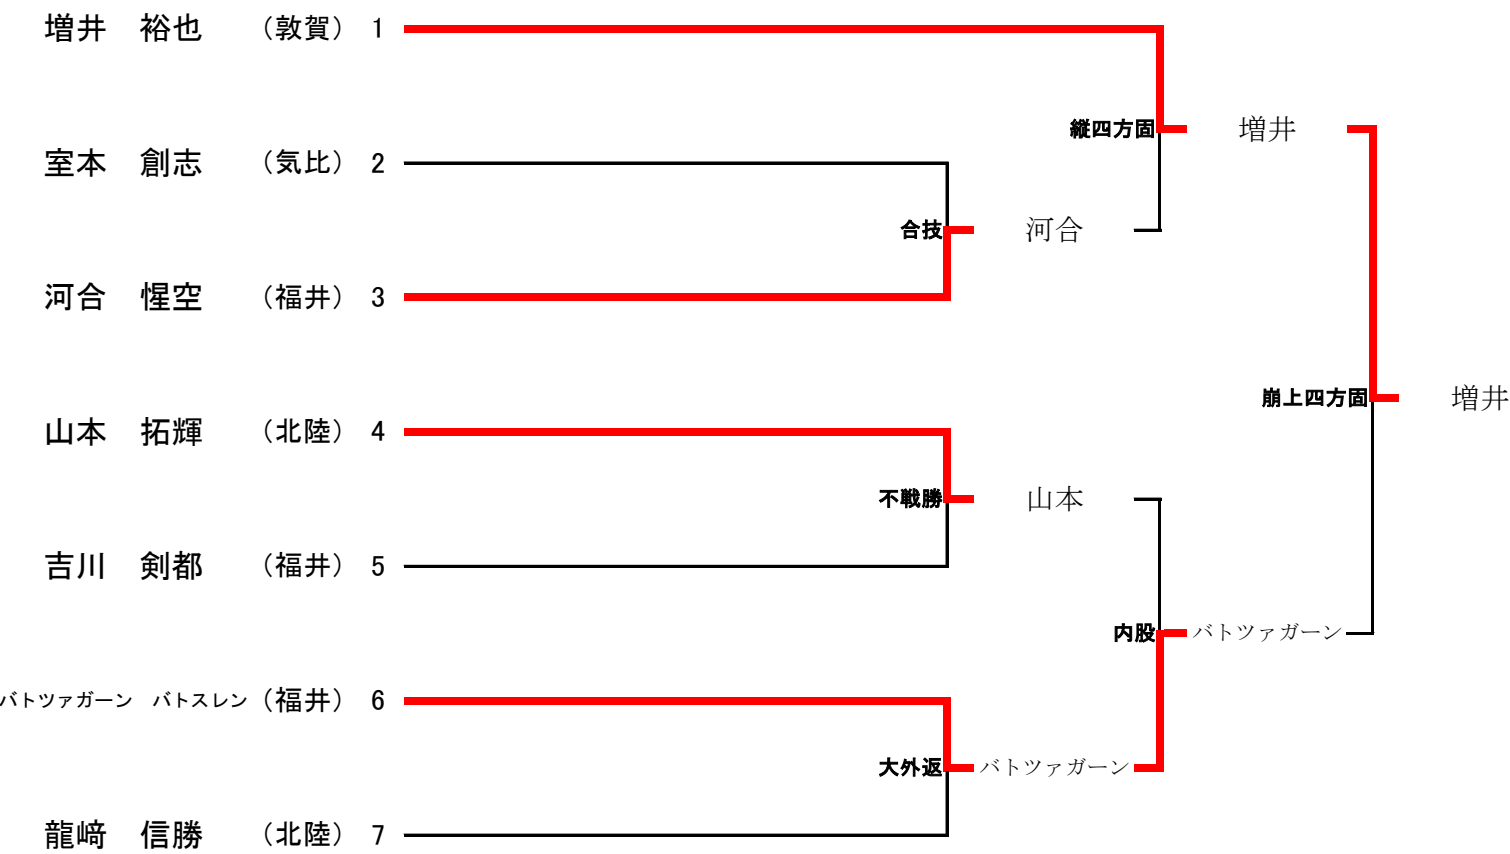 増井　裕也　（敦賀）　1
縦四方固　増井
室本　創志　（気比）　2
合技　河合
河合　惺空　（福井）　3
崩上四方固　増井
山本　拓輝　（北陸）　4
不戦勝　山本
吉川　剣都　（福井）　5
内股　バトツァガーン
バトツァガーン　バトスレン（福井）　6
大外返　バトツァガーン
龍﨑　信勝　（北陸）　7